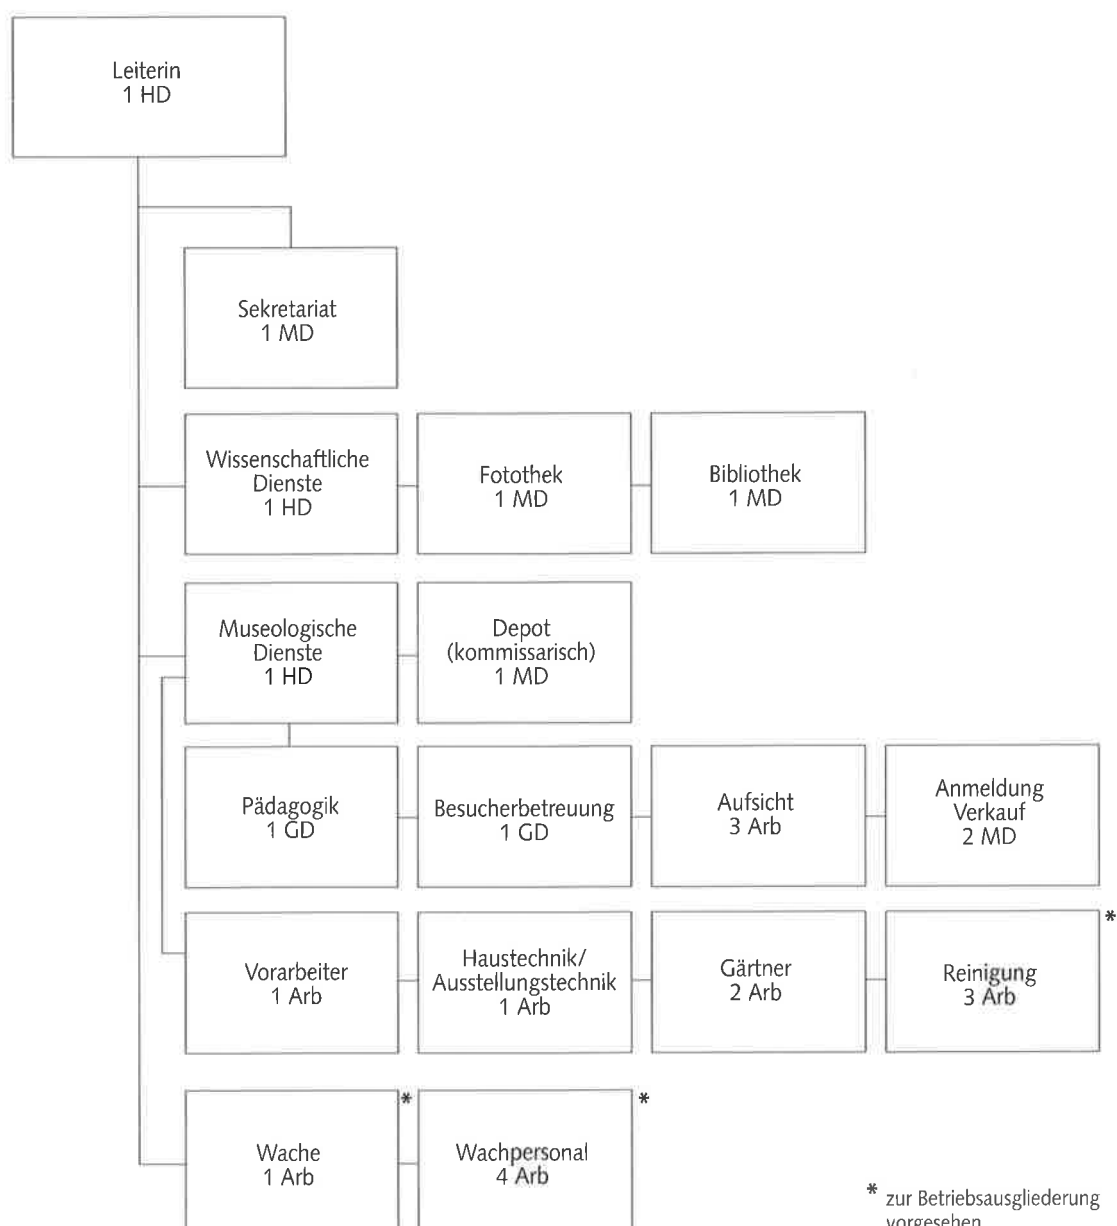 Leiterin
1 HD
Sekretariat
1 MD
Wissenschaftliche
Dienste
1 HD
Fotothek
1 MD
Bibliothek
1 MD
Museologische
Dienste
1 HD
Depot
(kommissarisch)
1 MD
Pädagogik
1 GD
Besucherbetreuung
1 GD
Aufsicht
3 Arb
Anmeldung
Verkauf
2 MD
Vorarbeiter
1 Arb
Haustechnik/
Ausstellungstechnik
1 Arb
Gärtner
2 Arb
*
Reinigung
3 Arb
*
Wache
1 Arb
*
Wachpersonal
4 Arb
* zur Betriebsausgliederung
vorgesehen